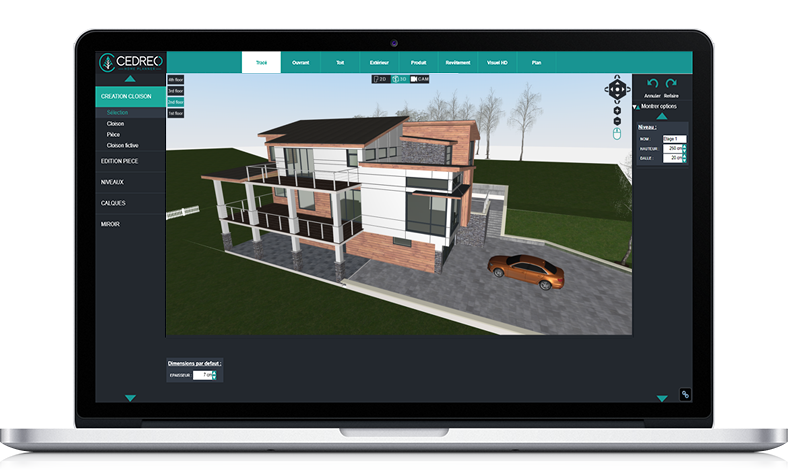 CEDREO
Tracé Ouvrant Toit Extérieur Produit Revêtement Visuel HD Plan
2D 3D CAM
4th floor
3rd floor
2nd floor
1st floor
CREATION CLOISON
Sélection
Cloison
Pièce
Cloison fictive
EDITION PIECE
NIVEAUX
CALQUES
MIROIR
Annuler Refaire
Montrer options
Niveau :
NOM : Etage 1
HAUTEUR : 250 cm
DALLE : 20 cm
Dimensions par defaut :
EPAISSEUR : 7 cm